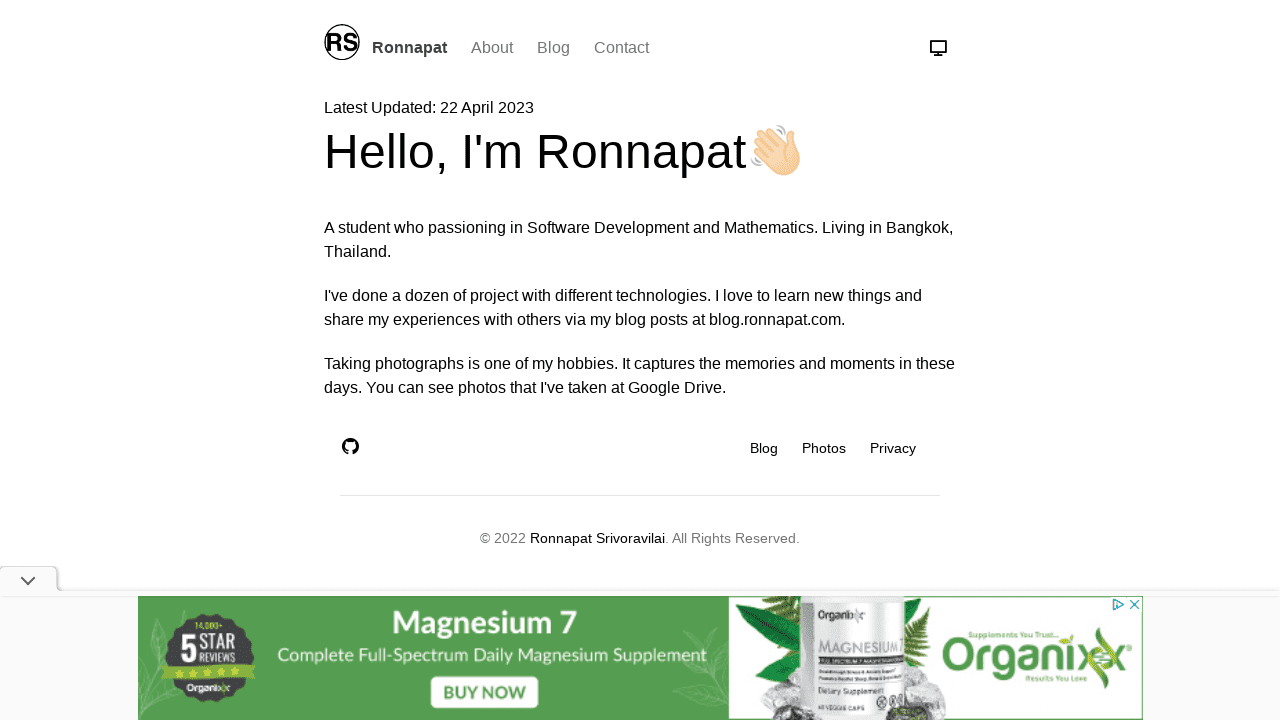 RS Ronnapat About Blog Contact
Latest Updated: 22 April 2023
Hello, I'm Ronnapat👋🏻
A student who passioning in Software Development and Mathematics. Living in Bangkok,
Thailand.
I've done a dozen of project with different technologies. I love to learn new things and
share my experiences with others via my blog posts at blog.ronnapat.com.
Taking photographs is one of my hobbies. It captures the memories and moments in these
days. You can see photos that I've taken at Google Drive.
Blog Photos Privacy
© 2022 Ronnapat Srivoravilai. All Rights Reserved.
14,000+
5 STAR
REVIEWS
Organixx
Magnesium 7
Complete Full-Spectrum Daily Magnesium Supplement
BUY NOW
Organixx
MAGNESIUM 7
Dietary Supplement
60 VEGGIE CAPS
Supplements You Trust...
Organixx®
Results You Love